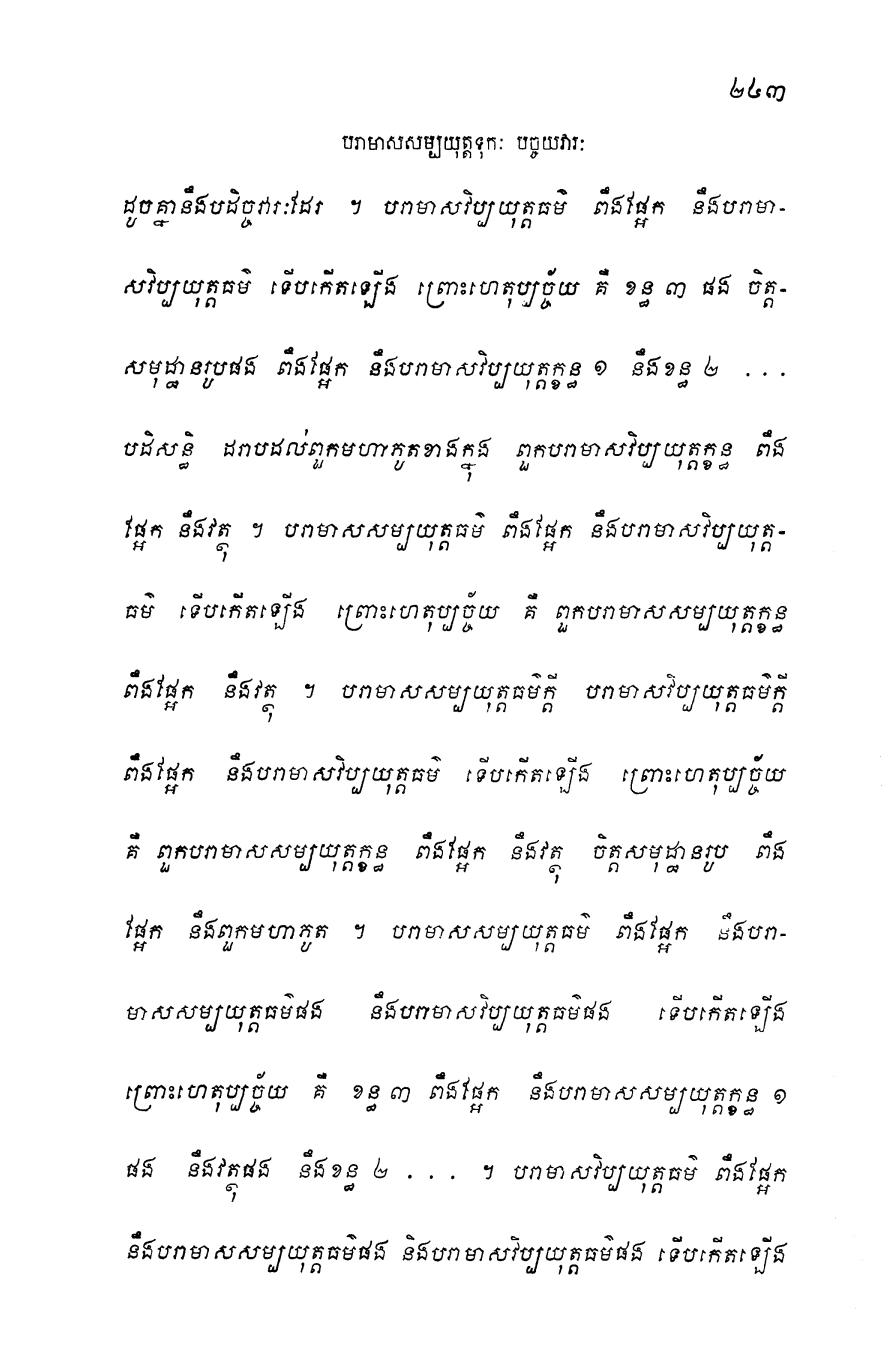 ២៤៣
បរាមាសសម្បយុត្តទុកៈ បច្ចយវារៈ
ដូចគ្នានឹងបដិច្ចវារៈដែរ ។ បរាមាសវិប្បយុត្តធម៌ ពឹងផ្អែក នឹងបរាមា-
សវិប្បយុត្តធម៌ ទើបកើតឡើង ព្រោះហេតុប្បច្ច័យ គឺ ខន្ធ ៣ ផង ចិត្ត-
សមុដ្ឋានរូបផង ពឹងផ្អែក នឹងបរាមាសវិប្បយុត្តក្ខន្ធ ១ នឹងខន្ធ ២ ...
បដិសន្ធិ ដរាបដល់ពួកមហាភូតខាងក្នុង ពួកបរាមាសវិប្បយុត្តក្ខន្ធ ពឹង
ផ្អែក នឹងវត្ថុ ។ បរាមាសសម្បយុត្តធម៌ ពឹងផ្អែក នឹងបរាមាសវិប្បយុត្ត-
ធម៌ ទើបកើតឡើង ព្រោះហេតុប្បច្ច័យ គឺ ពួកបរាមាសសម្បយុត្តក្ខន្ធ
ពឹងផ្អែក នឹងវត្ថុ ។ បរាមាសសម្បយុត្តធម៌ក្តី បរាមាសវិប្បយុត្តធម៌ក្តី
ពឹងផ្អែក នឹងបរាមាសវិប្បយុត្តធម៌ ទើបកើតឡើង ព្រោះហេតុប្បច្ច័យ
គឺ ពួកបរាមាសសម្បយុត្តក្ខន្ធ ពឹងផ្អែក នឹងវត្ថុ ចិត្តសមុដ្ឋានរូប ពឹង
ផ្អែក នឹងពួកមហាភូត ។ បរាមាសសម្បយុត្តធម៌ ពឹងផ្អែក នឹងបរា-
មាសសម្បយុត្តធម៌ផង នឹងបរាមាសវិប្បយុត្តធម៌ផង ទើបកើតឡើង
ព្រោះហេតុប្បច្ច័យ គឺ ខន្ធ ៣ ពឹងផ្អែក នឹងបរាមាសសម្បយុត្តក្ខន្ធ ១
ផង នឹងវត្ថុផង នឹងខន្ធ ២ ... ។ បរាមាសវិប្បយុត្តធម៌ ពឹងផ្អែក
នឹងបរាមាសសម្បយុត្តធម៌ផង និងបរាមាសវិប្បយុត្តធម៌ផង ទើបកើតឡើង